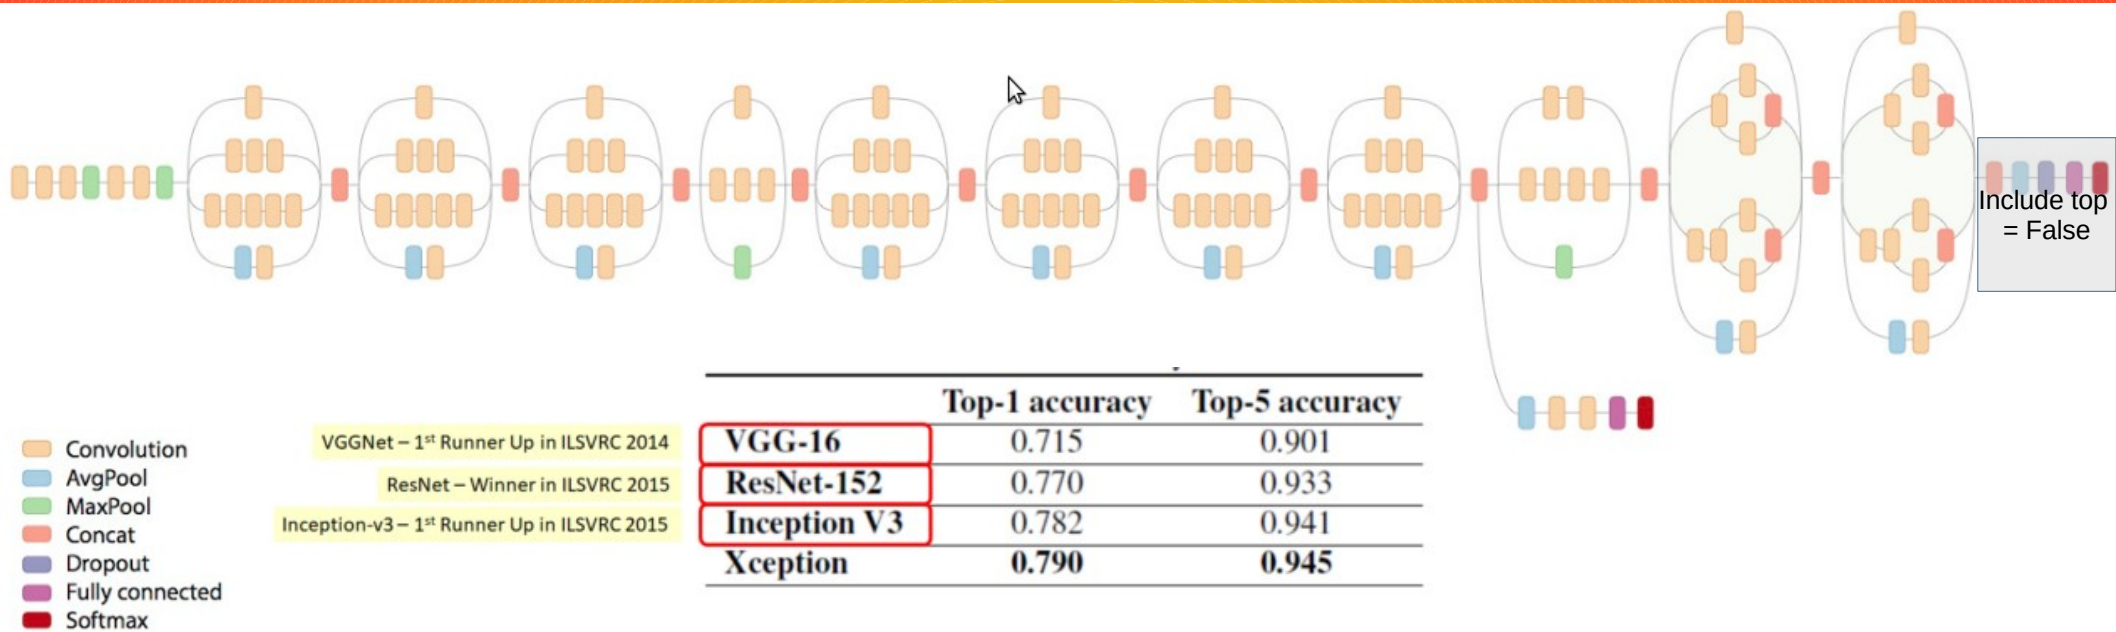 Include top
= False
Top-1 accuracy Top-5 accuracy
VGGNet – 1st Runner Up in ILSVRC 2014 VGG-16 0.715 0.901
ResNet – Winner in ILSVRC 2015 ResNet-152 0.770 0.933
Inception-v3 – 1st Runner Up in ILSVRC 2015 Inception V3 0.782 0.941
Xception 0.790 0.945
Convolution
AvgPool
MaxPool
Concat
Dropout
Fully connected
Softmax